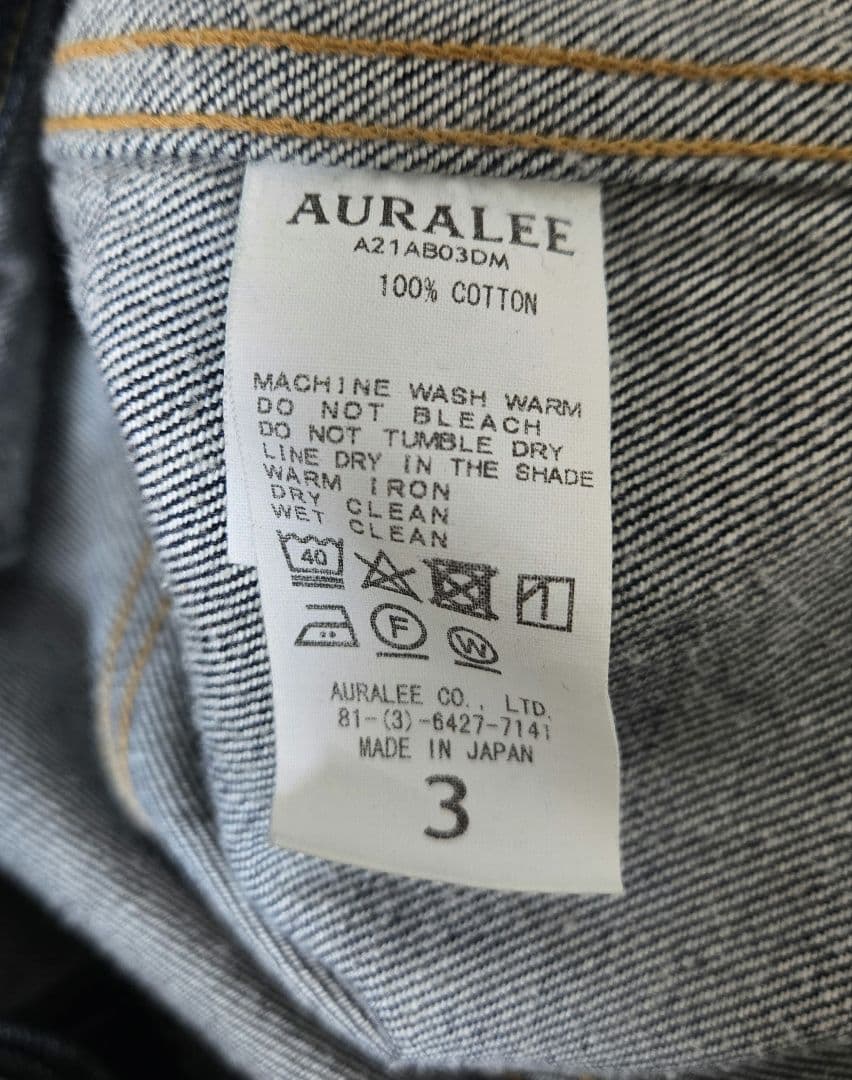 AURALEE
A21AB03DM
100% COTTON
MACHINE WASH WARM
DO NOT BLEACH
DO NOT TUMBLE DRY
LINE DRY IN THE SHADE
WARM IRON
DRY CLEAN
WET CLEAN
40
F
W
AURALEE CO., LTD.
81-(3)-6427-7141
MADE IN JAPAN
3